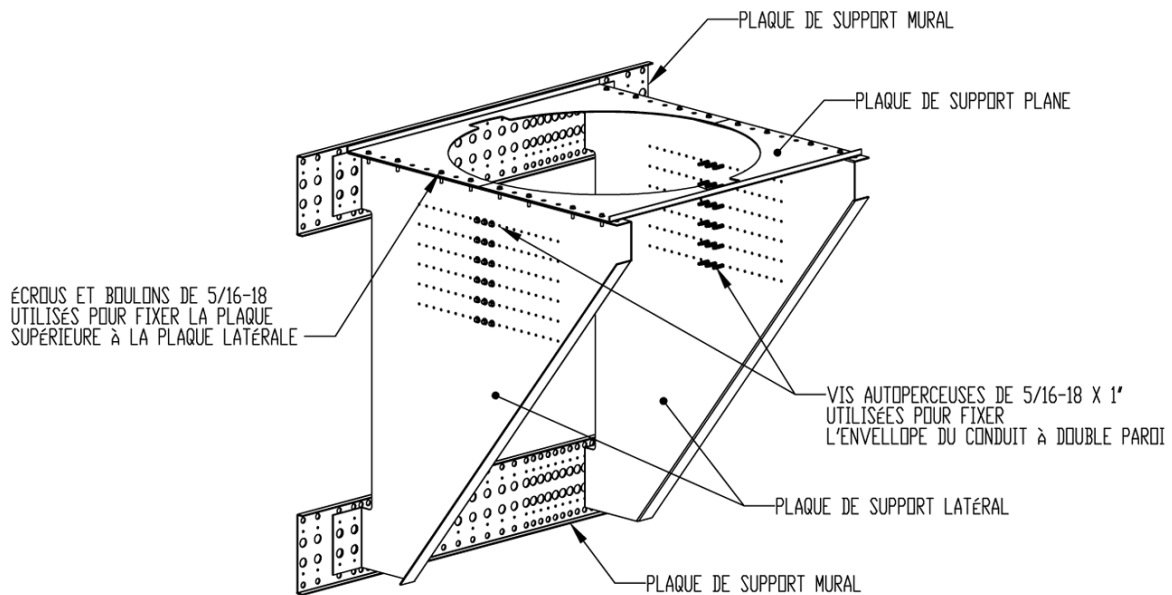 PLAQUE DE SUPPORT MURAL
PLAQUE DE SUPPORT PLANE
ÉCROUS ET BOULONS DE 5/16-18
UTILISÉS POUR FIXER LA PLAQUE
SUPÉRIEURE À LA PLAQUE LATÉRALE
VIS AUTOPERCEUSES DE 5/16-18 X 1"
UTILISÉES POUR FIXER
L'ENVELLOPE DU CONDUIT À DOUBLE PAROI
PLAQUE DE SUPPORT LATÉRAL
PLAQUE DE SUPPORT MURAL